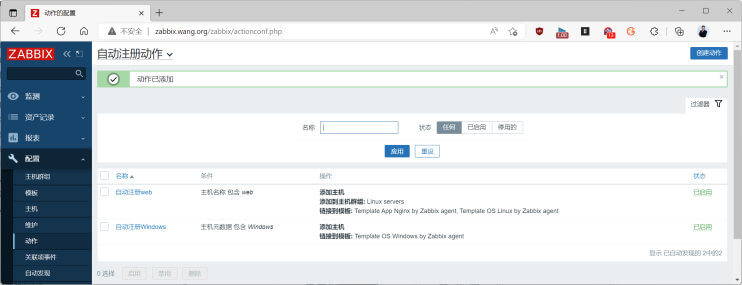 动作的配置
不安全 | zabbix.wang.org/zabbix/actionconf.php
ZABBIX
自动注册动作
创建动作
动作已添加
过滤器
名称
状态 任何 已启用 停用的
应用 重设
监测
资产记录
报表
配置
主机群组
模板
主机
维护
动作
关联项事件
自动发现
名称 条件 操作 状态
自动注册web 主机名称 包含 web 添加主机 已启用
添加到主机群组: Linux servers
链接到模板: Template App Nginx by Zabbix agent, Template OS Linux by Zabbix agent
自动注册Windows 主机元数据 包含 Windows 添加主机 已启用
链接到模板: Template OS Windows by Zabbix agent
显示 已自动发现的 2中的2
0 选择 启用 禁用 删除